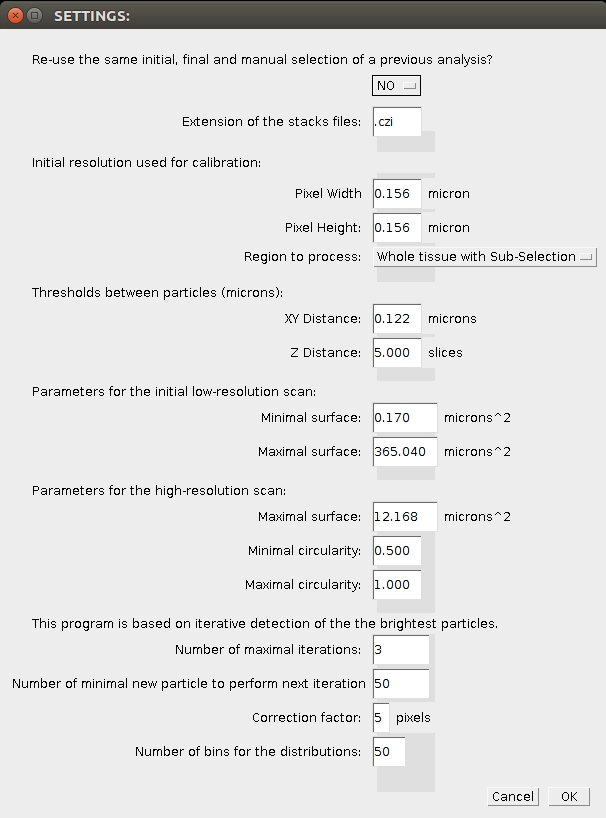 SETTINGS:
Re-use the same initial, final and manual selection of a previous analysis?
NO
Extension of the stacks files: .czi
Initial resolution used for calibration:
Pixel Width 0.156 micron
Pixel Height: 0.156 micron
Region to process: Whole tissue with Sub-Selection
Thresholds between particles (microns):
XY Distance: 0.122 microns
Z Distance: 5.000 slices
Parameters for the initial low-resolution scan:
Minimal surface: 0.170 microns^2
Maximal surface: 365.040 microns^2
Parameters for the high-resolution scan:
Maximal surface: 12.168 microns^2
Minimal circularity: 0.500
Maximal circularity: 1.000
This program is based on iterative detection of the the brightest particles.
Number of maximal iterations: 3
Number of minimal new particle to perform next iteration 50
Correction factor: 5 pixels
Number of bins for the distributions: 50
Cancel OK